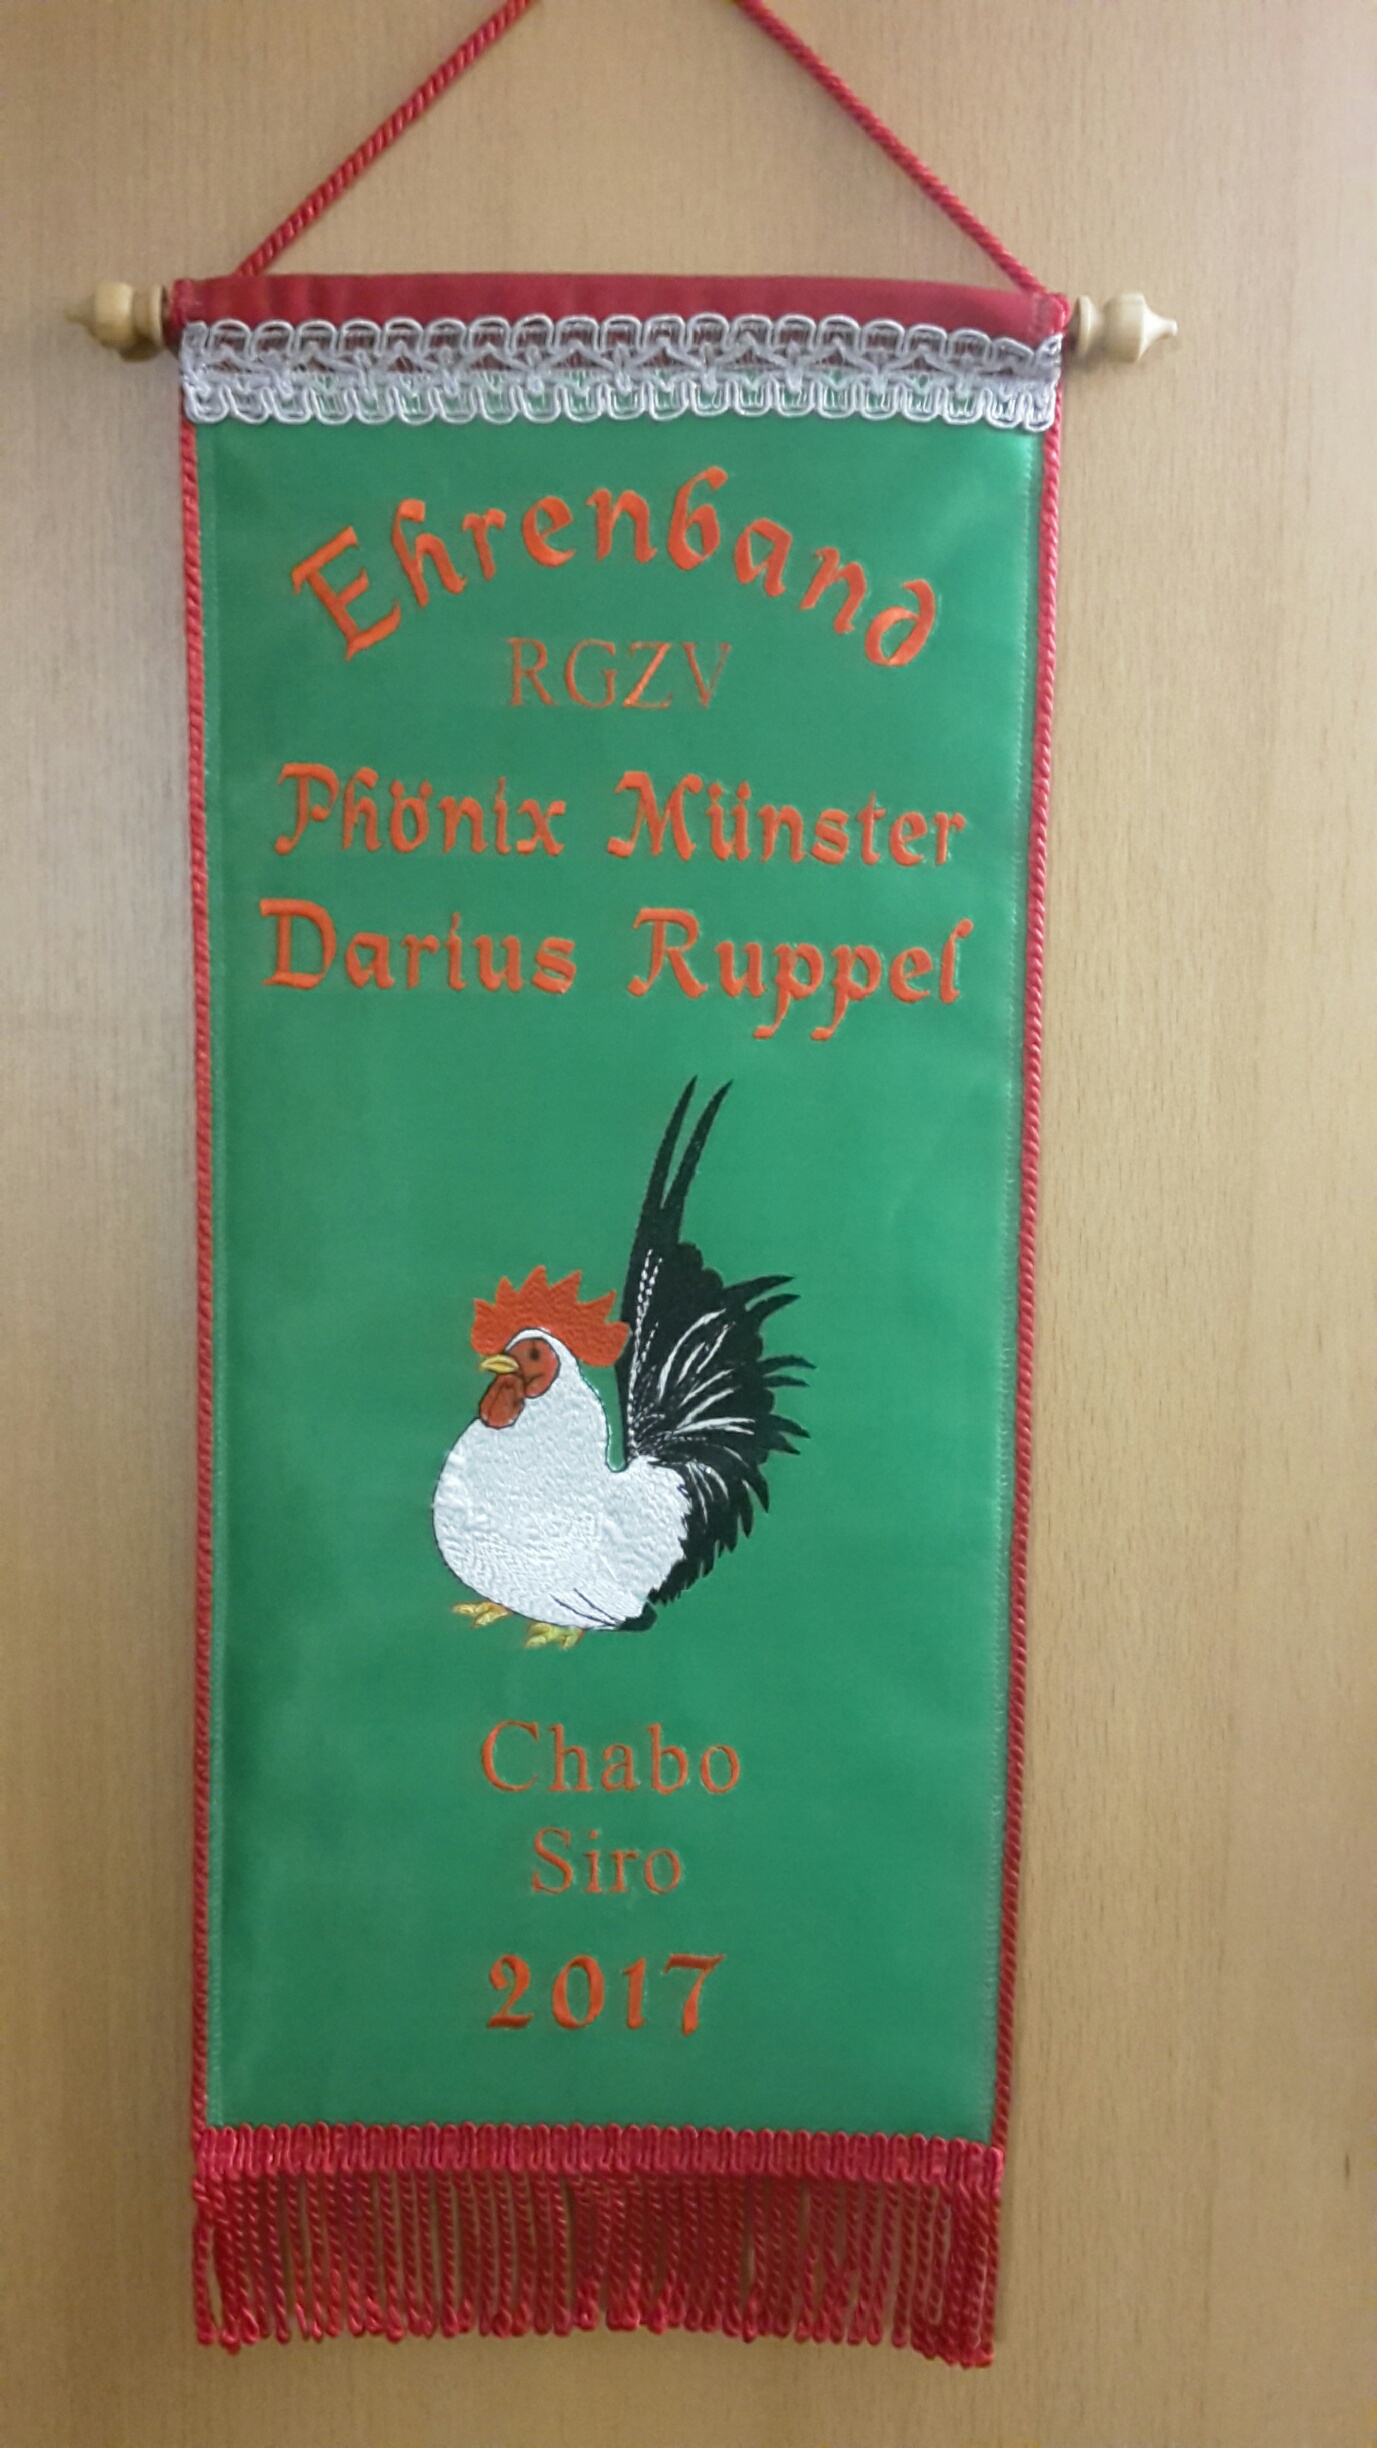 Ehrenband
RGZV
Phönix Münster
Darius Ruppel
Chabo
Siro
2017